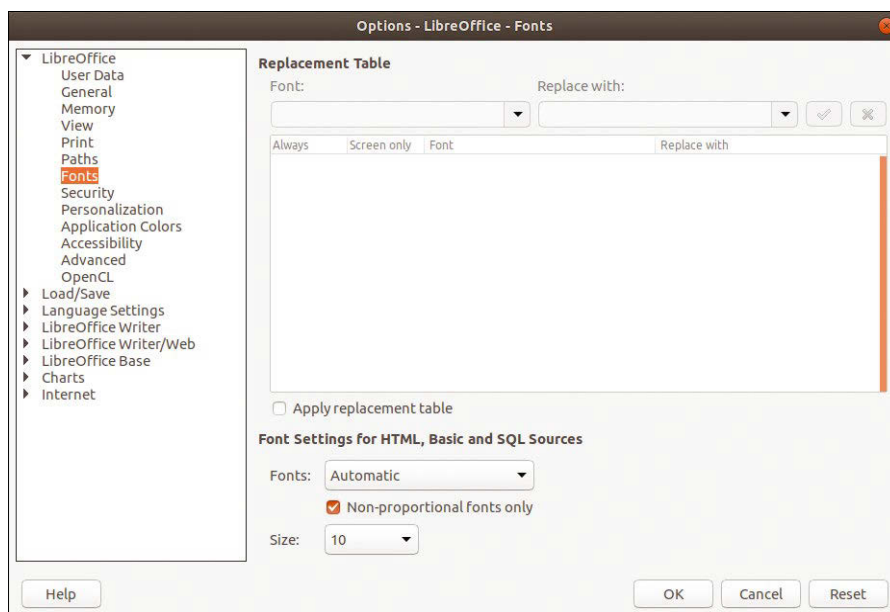 Options - LibreOffice - Fonts
LibreOffice
User Data
General
Memory
View
Print
Paths
Fonts
Security
Personalization
Application Colors
Accessibility
Advanced
OpenCL
Load/Save
Language Settings
LibreOffice Writer
LibreOffice Writer/Web
LibreOffice Base
Charts
Internet
Replacement Table
Font: Replace with:
Always Screen only Font Replace with
Apply replacement table
Font Settings for HTML, Basic and SQL Sources
Fonts: Automatic
Non-proportional fonts only
Size: 10
Help OK Cancel Reset